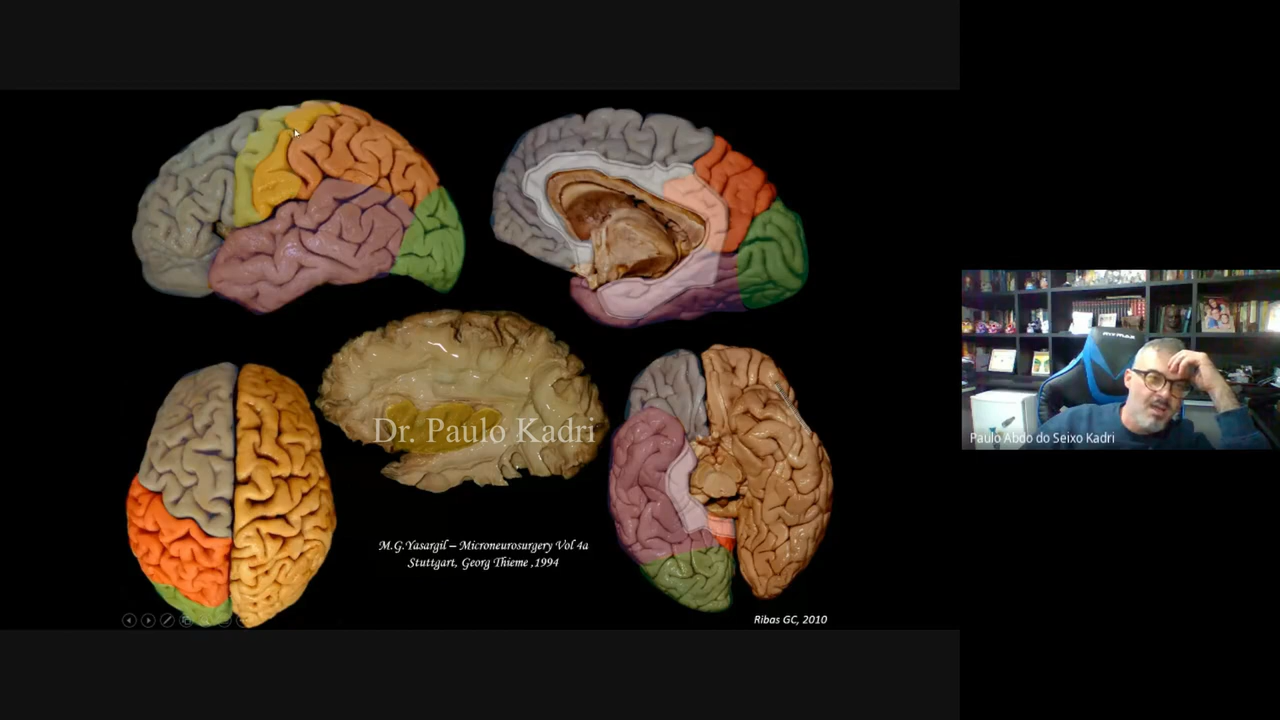 Dr. Paulo Kadri
M.G.Yasargil – Microneurosurgery Vol 4a
Stuttgart, Georg Thieme ,1994
Ribas GC, 2010
Paulo Abdo do Seixo Kadri